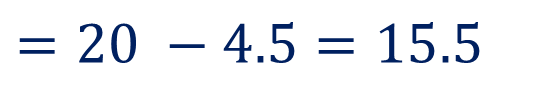 = 20 − 4.5 = 15.5